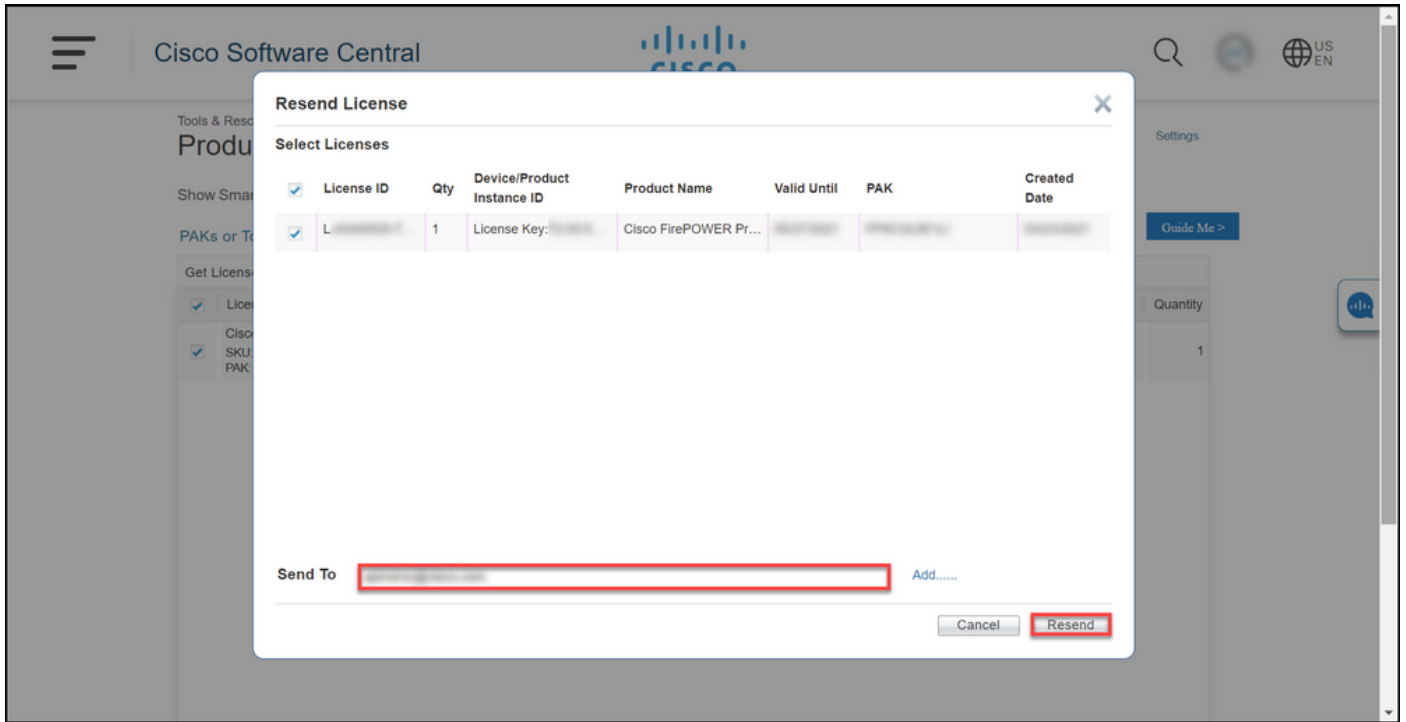 Cisco Software Central
CISCO
US
EN
Resend License
Tools & Resc
Produ
Settings
Select Licenses
Show Smar
License ID Qty Device/Product Instance ID Product Name Valid Until PAK Created Date
L 1 License Key: Cisco FirePOWER Pr...
PAKs or To
Guide Me >
Get Licens
Lice
Quantity
Cisco
SKU:
PAK:
1
Send To
Add......
Cancel Resend